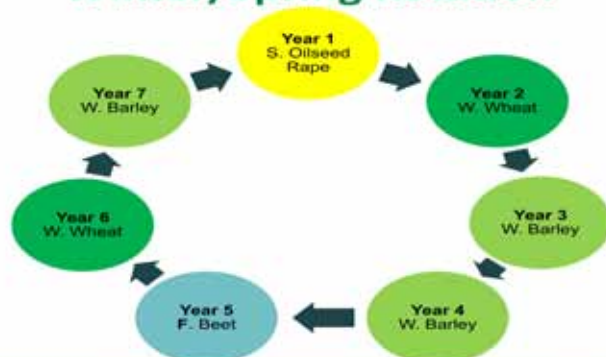 Year 1
S. Oilseed
Rape
Year 2
W. Wheat
Year 3
W. Barley
Year 4
W. Barley
Year 5
F. Beet
Year 6
W. Wheat
Year 7
W. Barley